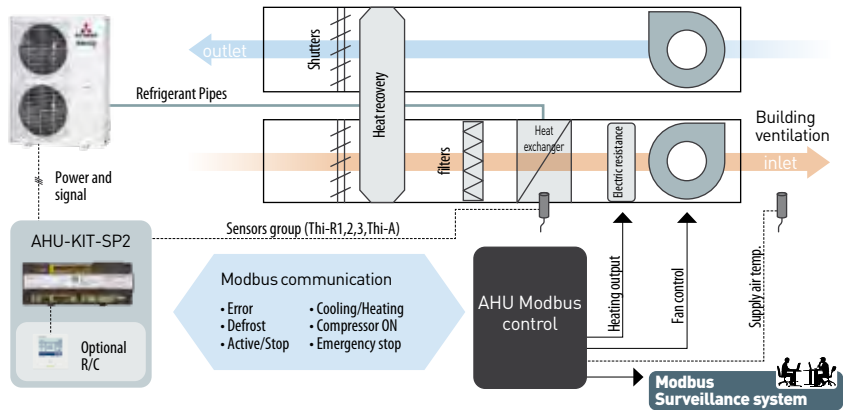 outlet
Shutters
Heat recovery
Refrigerant Pipes
filters
Heat
exchanger
Electric resistance
Building
ventilation
inlet
Power and
signal
Sensors group (Thi-R1,2,3,Thi-A)
AHU-KIT-SP2
Optional
R/C
Modbus communication
• Error
• Defrost
• Active/Stop
• Cooling/Heating
• Compressor ON
• Emergency stop
AHU Modbus
control
Heating output
Fan control
Supply air temp.
Modbus
Surveillance system